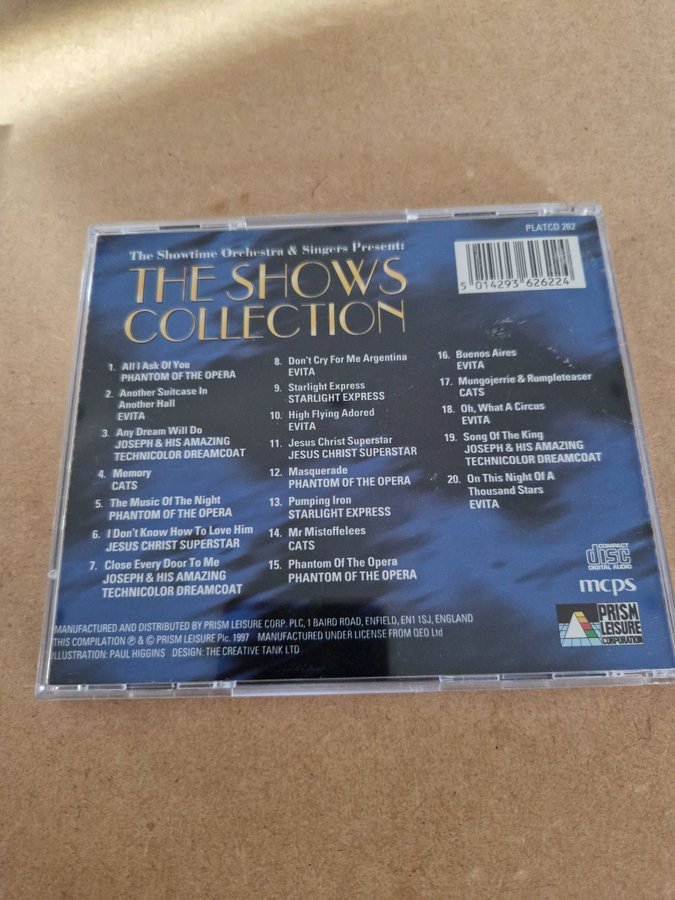 PLATCD 262
5 014293 626224
The Showtime Orchestra & Singers Present:
THE SHOWS
COLLECTION
1. All I Ask Of You
PHANTOM OF THE OPERA
2. Another Suitcase In
Another Hall
EVITA
3. Any Dream Will Do
JOSEPH & HIS AMAZING
TECHNICOLOR DREAMCOAT
4. Memory
CATS
5. The Music Of The Night
PHANTOM OF THE OPERA
6. I Don't Know How To Love Him
JESUS CHRIST SUPERSTAR
7. Close Every Door To Me
JOSEPH & HIS AMAZING
TECHNICOLOR DREAMCOAT
8. Don't Cry For Me Argentina
EVITA
9. Starlight Express
STARLIGHT EXPRESS
10. High Flying Adored
EVITA
11. Jesus Christ Superstar
JESUS CHRIST SUPERSTAR
12. Masquerade
PHANTOM OF THE OPERA
13. Pumping Iron
STARLIGHT EXPRESS
14. Mr Mistoffelees
CATS
15. Phantom Of The Opera
PHANTOM OF THE OPERA
16. Buenos Aires
EVITA
17. Mungojerrie & Rumpleteaser
CATS
18. Oh, What A Circus
EVITA
19. Song Of The King
JOSEPH & HIS AMAZING
TECHNICOLOR DREAMCOAT
20. On This Night Of A
Thousand Stars
EVITA
COMPACT
disc
DIGITAL AUDIO
mcps
PRISM
LEISURE
CORPORATION
MANUFACTURED AND DISTRIBUTED BY PRISM LEISURE CORP. PLC, 1 BAIRD ROAD, ENFIELD, EN1 1SJ, ENGLAND
THIS COMPILATION ℗ & © PRISM LEISURE Plc. 1997 MANUFACTURED UNDER LICENSE FROM QED Ltd
ILLUSTRATION: PAUL HIGGINS DESIGN: THE CREATIVE TANK LTD